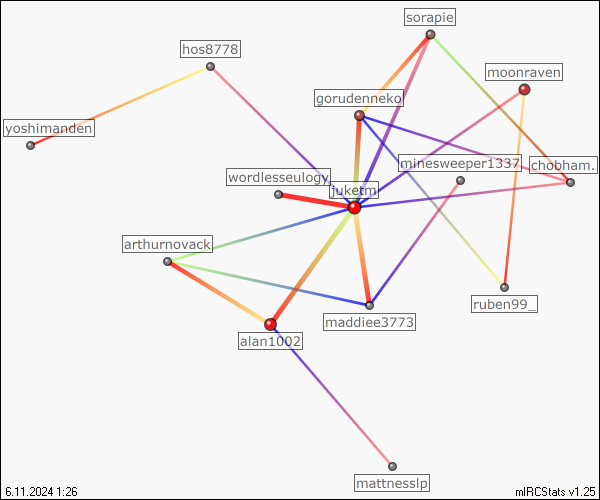 sorapie
hos8778
moonraven
gorudenneko
yoshimanden
minesweeper1337
chobham.
wordlesseulogy
jukern
arthurnovack
ruben99_
maddiee3773
alan1002
mattnesslp
6.11.2024 1:26
mIRCStats v1.25